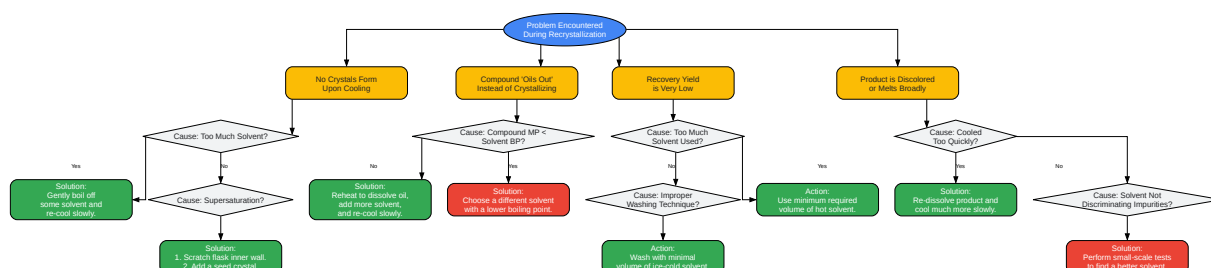 Problem Encountered
During Recrystallization
No Crystals Form
Upon Cooling
Compound 'Oils Out'
Instead of Crystallizing
Recovery Yield
is Very Low
Product is Discolored
or Melts Broadly
Cause: Too Much Solvent?
Cause: Compound MP <
Solvent BP?
Cause: Too Much
Solvent Used?
Cause: Cooled
Too Quickly?
Yes
No
No
Yes
No
Yes
Yes
No
Solution:
Gently boil off
some solvent and
re-cool slowly.
Cause: Supersaturation?
Solution:
Reheat to dissolve oil,
add more solvent,
and re-cool slowly.
Solution:
Choose a different solvent
with a lower boiling point.
Cause: Improper
Washing Technique?
Action:
Use minimum required
volume of hot solvent.
Solution:
Re-dissolve product and
cool much more slowly.
Cause: Solvent Not
Discriminating Impurities?
Solution:
1. Scratch flask inner wall.
2. Add a seed crystal.
Action:
Wash with minimal
volume of ice-cold solvent.
Solution:
Perform small-scale tests
to find a better solvent.